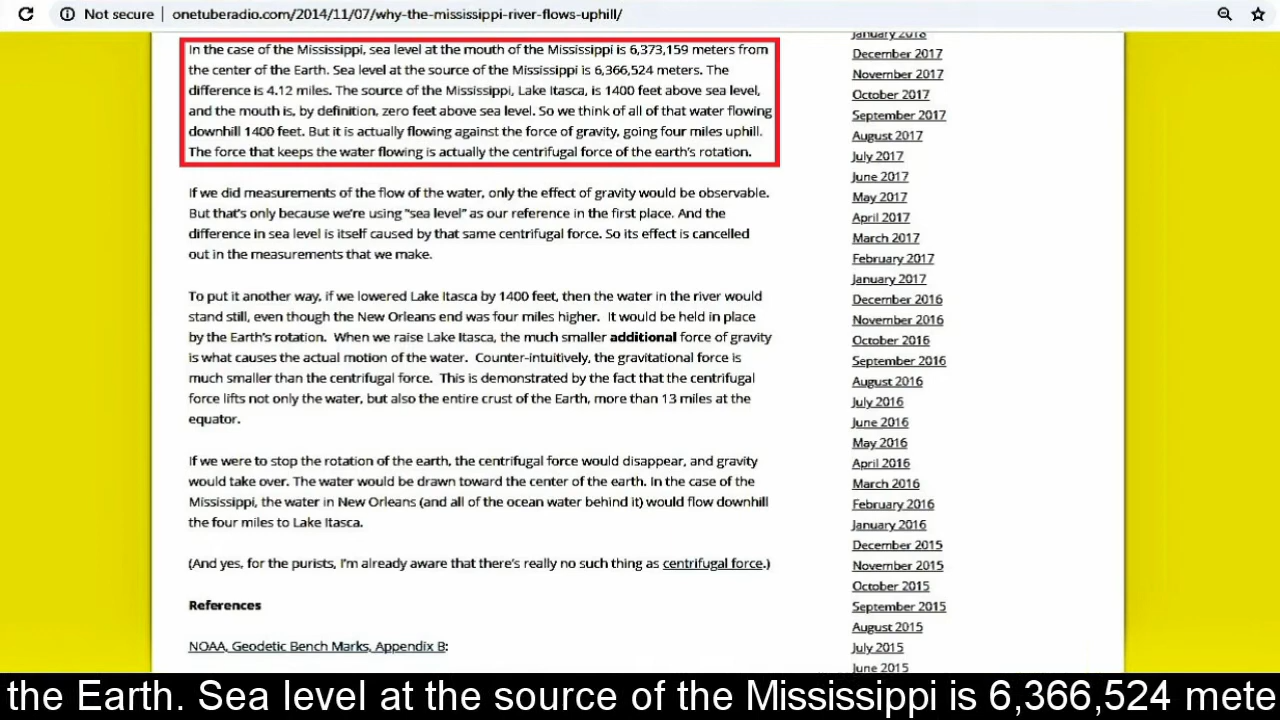 Not secure | onetuberadio.com/2014/11/07/why-the-mississippi-river-flows-uphill/
In the case of the Mississippi, sea level at the mouth of the Mississippi is 6,373,159 meters from
the center of the Earth. Sea level at the source of the Mississippi is 6,366,524 meters. The
difference is 4.12 miles. The source of the Mississippi, Lake Itasca, is 1400 feet above sea level,
and the mouth is, by definition, zero feet above sea level. So we think of all of that water flowing
downhill 1400 feet. But it is actually flowing against the force of gravity, going four miles uphill.
The force that keeps the water flowing is actually the centrifugal force of the earth's rotation.
If we did measurements of the flow of the water, only the effect of gravity would be observable.
But that's only because we're using "sea level" as our reference in the first place. And the
difference in sea level is itself caused by that same centrifugal force. So its effect is cancelled
out in the measurements that we make.
To put it another way, if we lowered Lake Itasca by 1400 feet, then the water in the river would
stand still, even though the New Orleans end was four miles higher. It would be held in place
by the Earth's rotation. When we raise Lake Itasca, the much smaller additional force of gravity
is what causes the actual motion of the water. Counter-intuitively, the gravitational force is
much smaller than the centrifugal force. This is demonstrated by the fact that the centrifugal
force lifts not only the water, but also the entire crust of the Earth, more than 13 miles at the
equator.
If we were to stop the rotation of the earth, the centrifugal force would disappear, and gravity
would take over. The water would be drawn toward the center of the earth. In the case of the
Mississippi, the water in New Orleans (and all of the ocean water behind it) would flow downhill
the four miles to Lake Itasca.
(And yes, for the purists, I'm already aware that there's really no such thing as centrifugal force.)
References
NOAA, Geodetic Bench Marks, Appendix B:
January 2018
December 2017
November 2017
October 2017
September 2017
August 2017
July 2017
June 2017
May 2017
April 2017
March 2017
February 2017
January 2017
December 2016
November 2016
October 2016
September 2016
August 2016
July 2016
June 2016
May 2016
April 2016
March 2016
February 2016
January 2016
December 2015
November 2015
October 2015
September 2015
August 2015
July 2015
June 2015
the Earth. Sea level at the source of the Mississippi is 6,366,524 mete